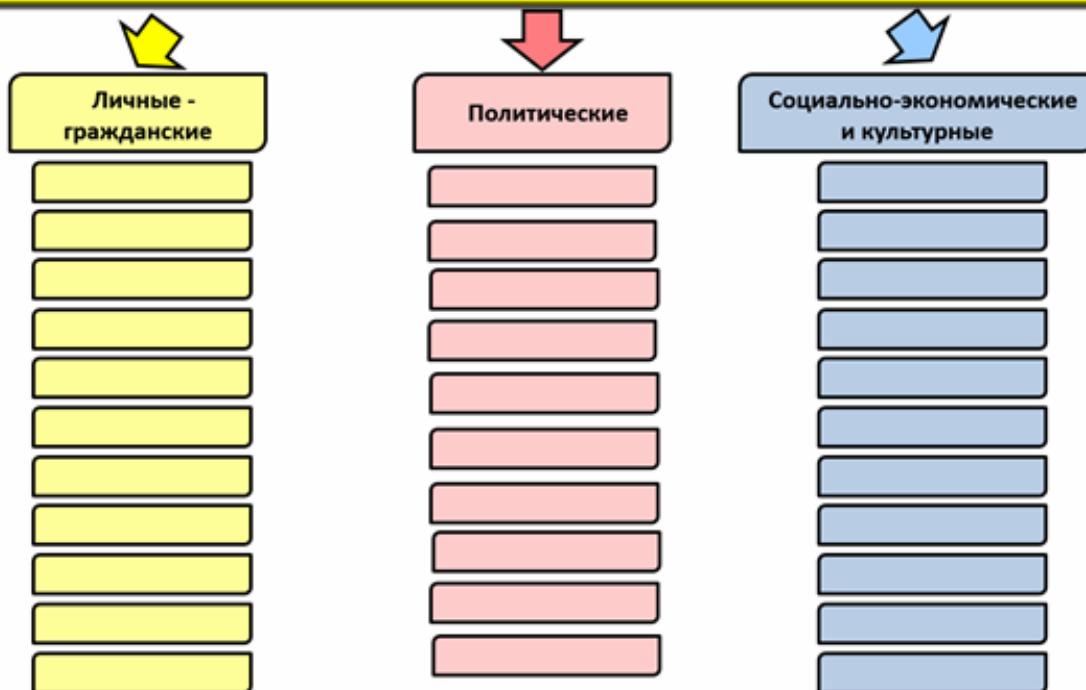 Личные -
гражданские
Политические
Социально-экономические
и культурные